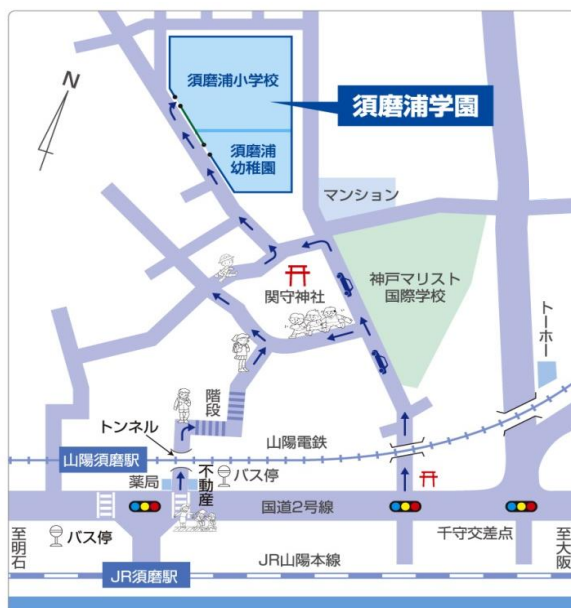 N
須磨浦小学校
須磨浦学園
須磨浦
幼稚園
マンション
関守神社
神戸マリスト
国際学校
トーホー
階段
トンネル
山陽電鉄
山陽須磨駅
薬局
不動産
バス停
国道2号線
至明石
バス停
千守交差点
至大阪
JR山陽本線
JR須磨駅